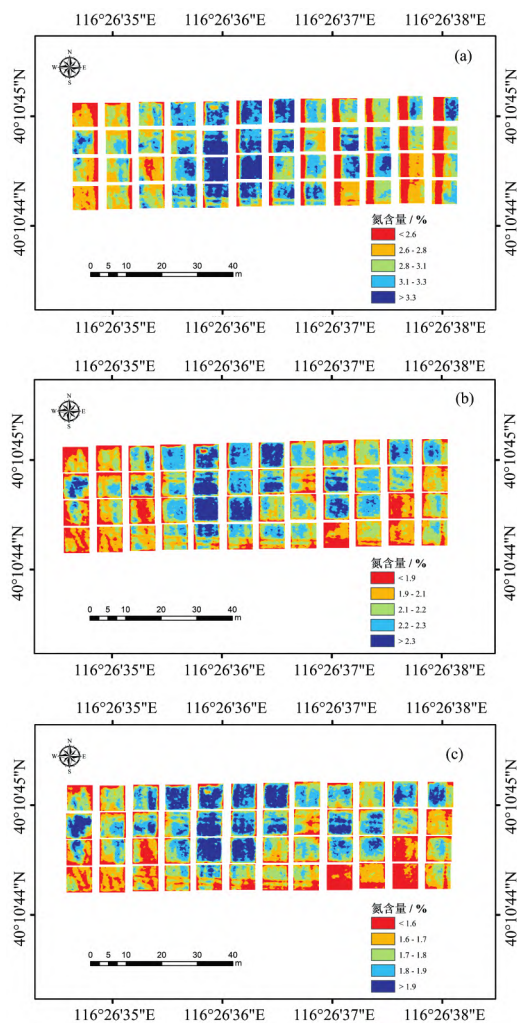 116°26'35"E 116°26'36"E 116°26'37"E 116°26'38"E
(a)
N
W E
S
40°10'45"N 40°10'45"N
40°10'44"N 40°10'44"N
氮含量 / %
< 2.6
2.6 - 2.8
2.8 - 3.1
3.1 - 3.3
> 3.3
0 5 10 20 30 40
m
116°26'35"E 116°26'36"E 116°26'37"E 116°26'38"E
116°26'35"E 116°26'36"E 116°26'37"E 116°26'38"E
(b)
N
W E
S
40°10'45"N 40°10'45"N
40°10'44"N 40°10'44"N
氮含量 / %
< 1.9
1.9 - 2.1
2.1 - 2.2
2.2 - 2.3
> 2.3
0 5 10 20 30 40
m
116°26'35"E 116°26'36"E 116°26'37"E 116°26'38"E
116°26'35"E 116°26'36"E 116°26'37"E 116°26'38"E
(c)
N
W E
S
40°10'45"N 40°10'45"N
40°10'44"N 40°10'44"N
氮含量 / %
< 1.6
1.6 - 1.7
1.7 - 1.8
1.8 - 1.9
> 1.9
0 5 10 20 30 40
m
116°26'35"E 116°26'36"E 116°26'37"E 116°26'38"E